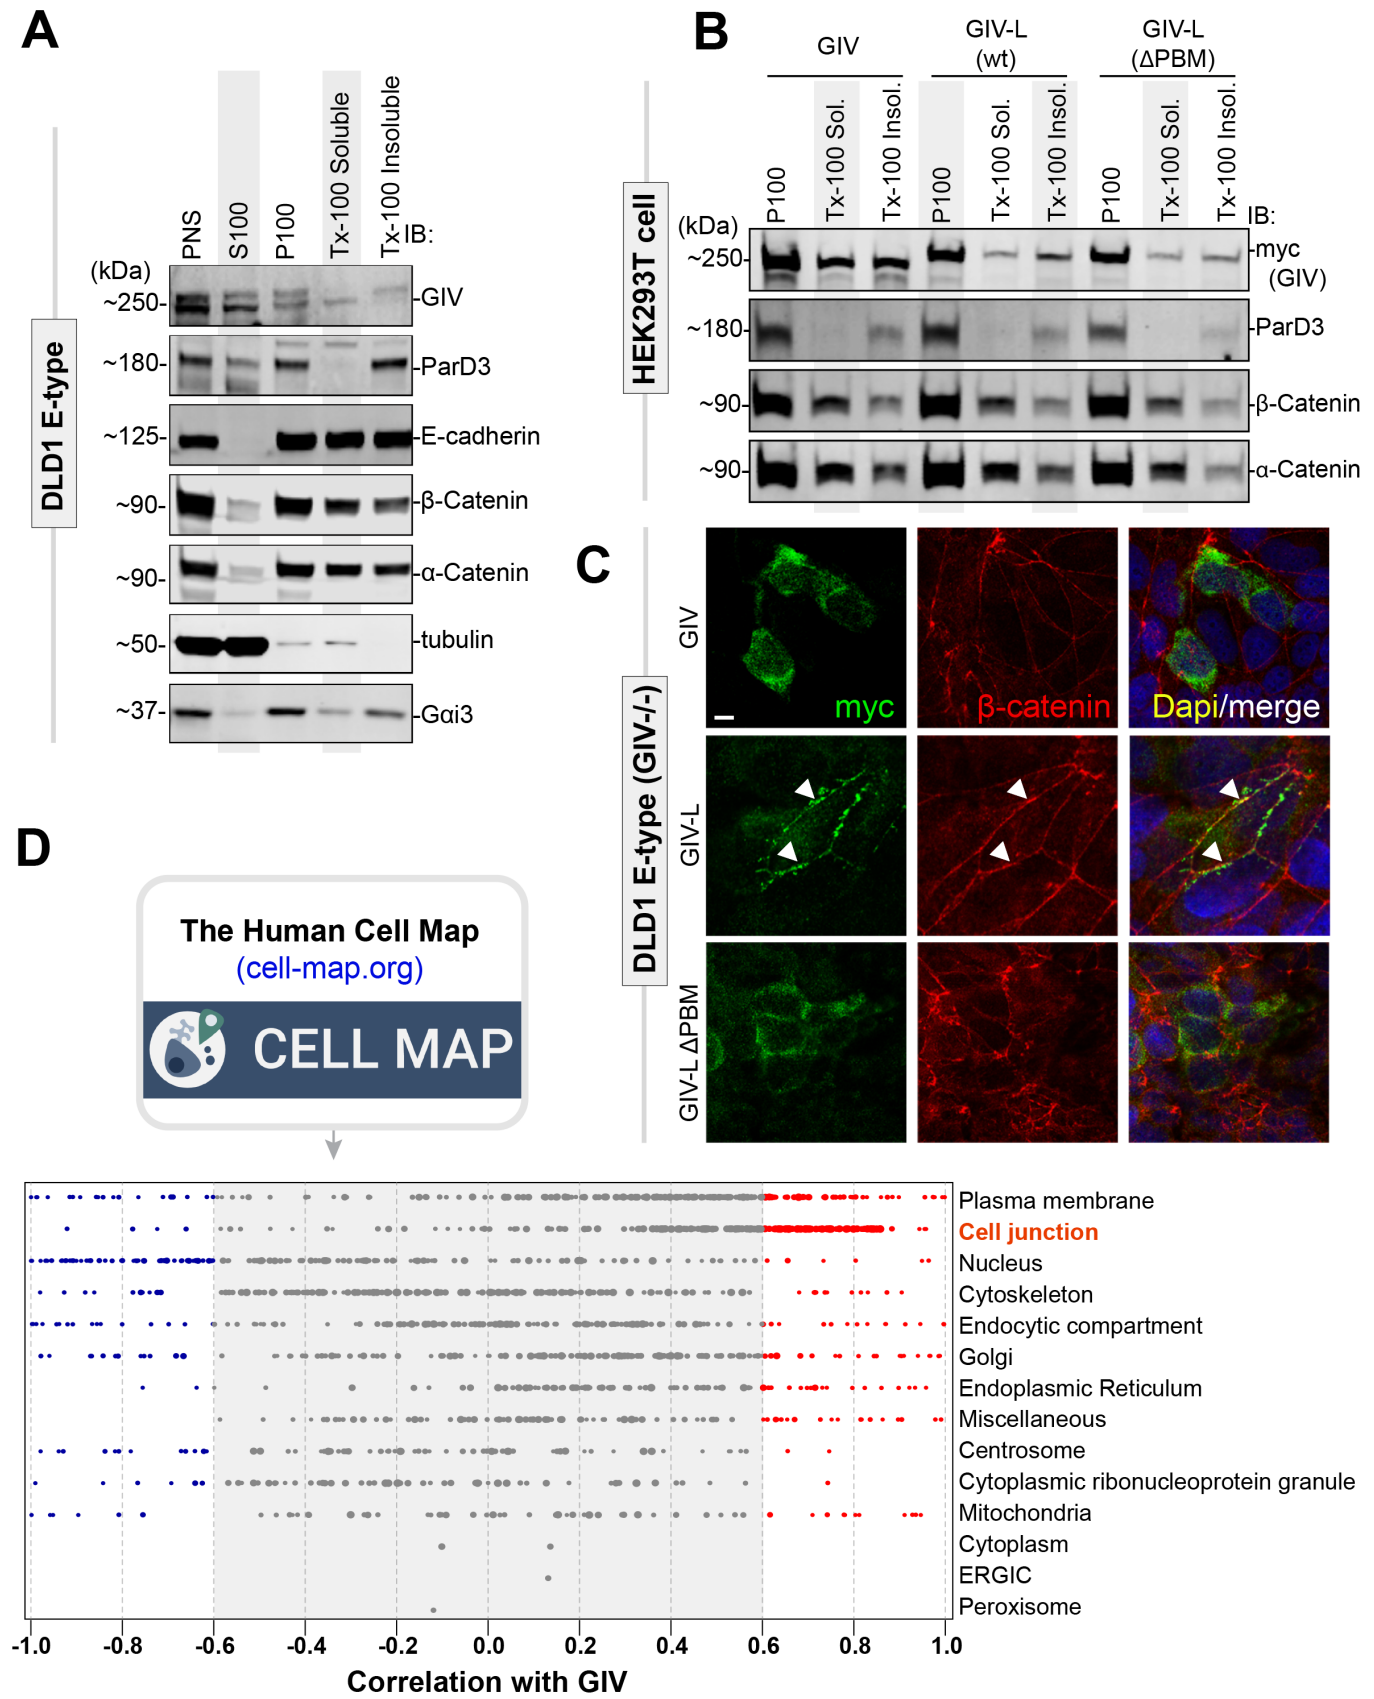 A
DLD1 E-type
PNS
S100
P100
Tx-100 Soluble
Tx-100 Insoluble
IB:
(kDa)
~250-
-GIV
~180-
-ParD3
~125-
-E-cadherin
~90-
-β-Catenin
~90-
-α-Catenin
~50-
-tubulin
~37-
-Gαi3
B
HEK293T cell
GIV
GIV-L
(wt)
GIV-L
(ΔPBM)
P100
Tx-100 Sol.
Tx-100 Insol.
P100
Tx-100 Sol.
Tx-100 Insol.
P100
Tx-100 Sol.
Tx-100 Insol.
IB:
(kDa)
~250-
-myc
(GIV)
~180-
-ParD3
~90-
-β-Catenin
~90-
-α-Catenin
C
DLD1 E-type (GIV-/-)
GIV
myc
β-catenin
Dapi/merge
GIV-L
GIV-L ΔPBM
D
The Human Cell Map
(cell-map.org)
CELL MAP
Plasma membrane
Cell junction
Nucleus
Cytoskeleton
Endocytic compartment
Golgi
Endoplasmic Reticulum
Miscellaneous
Centrosome
Cytoplasmic ribonucleoprotein granule
Mitochondria
Cytoplasm
ERGIC
Peroxisome
-1.0 -0.8 -0.6 -0.4 -0.2 0.0 0.2 0.4 0.6 0.8 1.0
Correlation with GIV